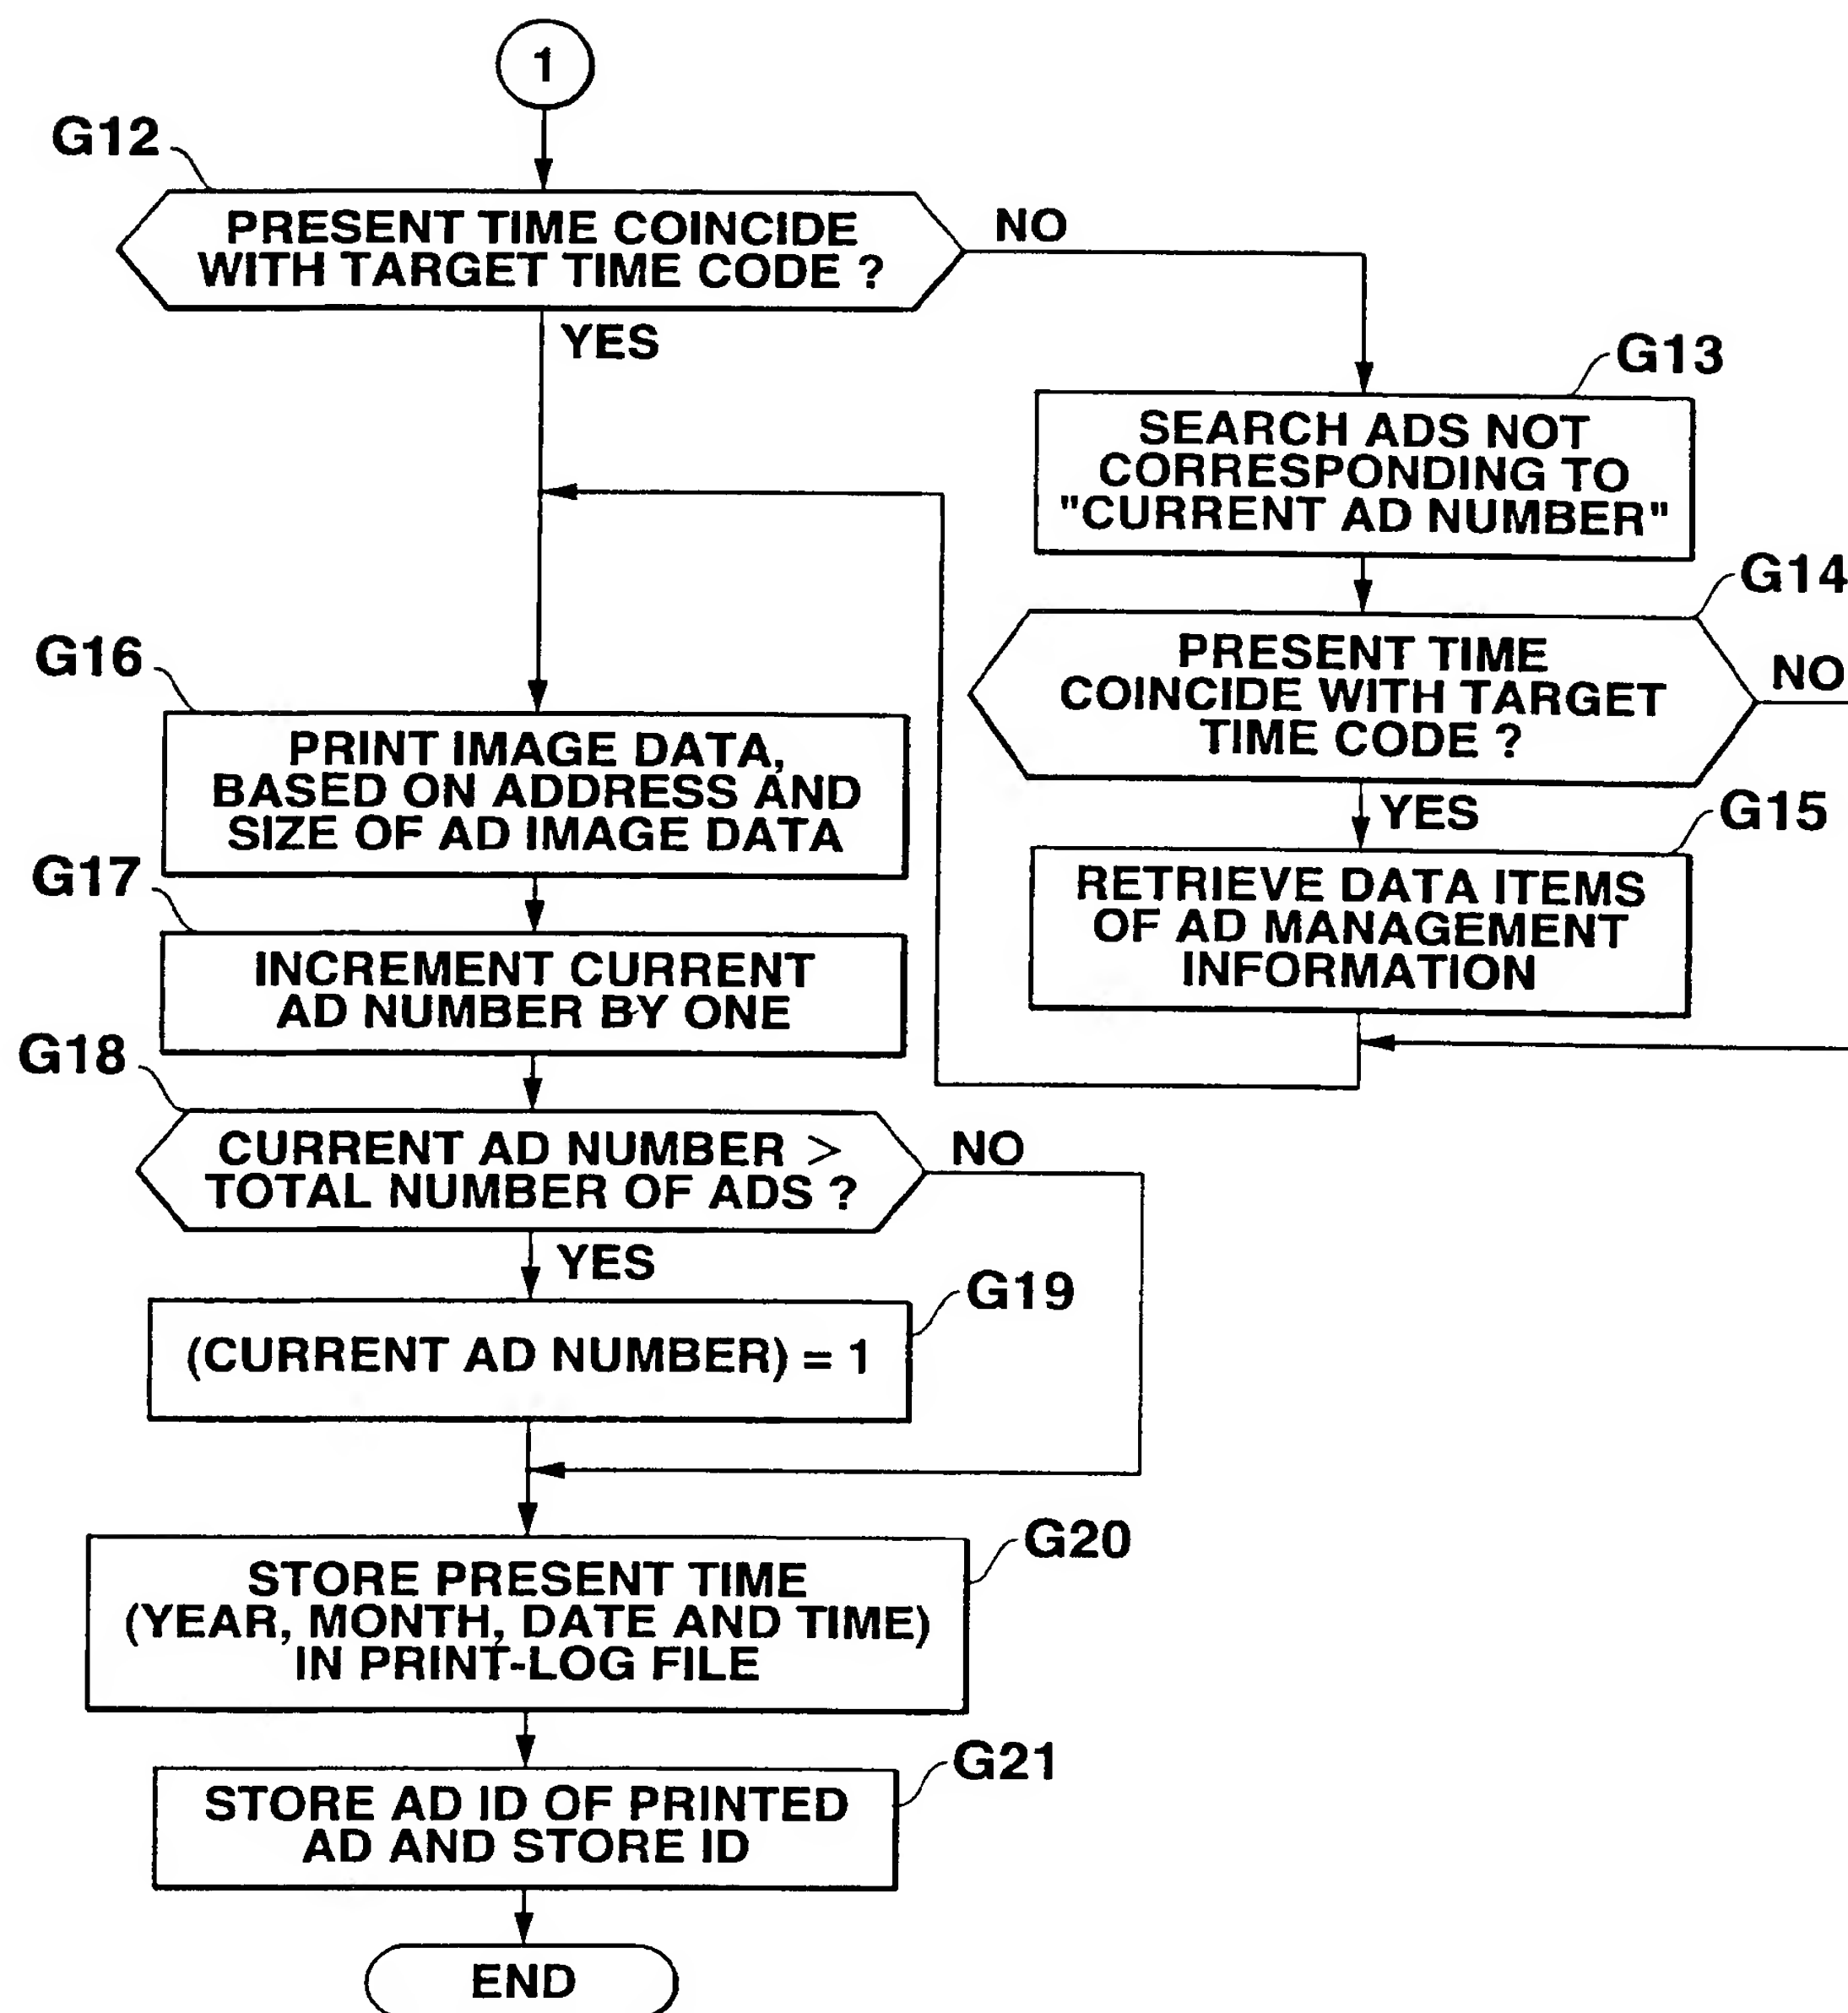 1
G12
PRESENT TIME COINCIDE
WITH TARGET TIME CODE ?
NO
YES
G13
SEARCH ADS NOT
CORRESPONDING TO
"CURRENT AD NUMBER"
G14
PRESENT TIME
COINCIDE WITH TARGET
TIME CODE ?
NO
YES
G15
RETRIEVE DATA ITEMS
OF AD MANAGEMENT
INFORMATION
G16
PRINT IMAGE DATA,
BASED ON ADDRESS AND
SIZE OF AD IMAGE DATA
G17
INCREMENT CURRENT
AD NUMBER BY ONE
G18
CURRENT AD NUMBER >
TOTAL NUMBER OF ADS ?
NO
YES
G19
(CURRENT AD NUMBER) = 1
G20
STORE PRESENT TIME
(YEAR, MONTH, DATE AND TIME)
IN PRINT-LOG FILE
G21
STORE AD ID OF PRINTED
AD AND STORE ID
END